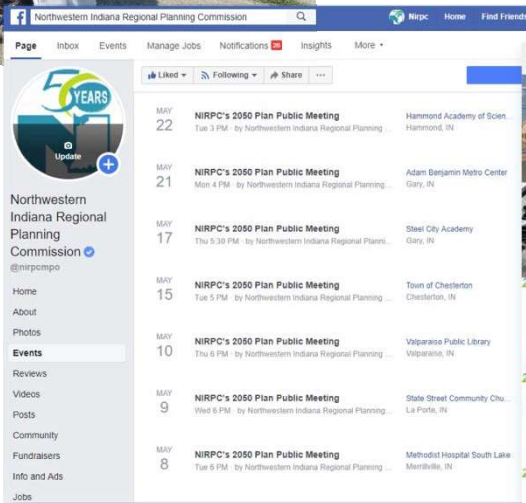 Northwestern Indiana Regional Planning Commission
Nirpc Home Find Friends
Page Inbox Events Manage Jobs Notifications 28 Insights More
Liked Following Share ...
50 YEARS
Update
Northwestern
Indiana Regional
Planning
Commission
@nirpcmpo
Home
About
Photos
Events
Reviews
Videos
Posts
Community
Fundraisers
Info and Ads
Jobs
MAY
22
NIRPC's 2050 Plan Public Meeting
Tue 3 PM · by Northwestern Indiana Regional Planning ...
Hammond Academy of Scien...
Hammond, IN
MAY
21
NIRPC's 2050 Plan Public Meeting
Mon 4 PM · by Northwestern Indiana Regional Planning...
Adam Benjamin Metro Center
Gary, IN
MAY
17
NIRPC's 2050 Plan Public Meeting
Thu 5:30 PM · by Northwestern Indiana Regional Planni...
Steel City Academy
Gary, IN
MAY
15
NIRPC's 2050 Plan Public Meeting
Tue 5 PM · by Northwestern Indiana Regional Planning ...
Town of Chesterton
Chesterton, IN
MAY
10
NIRPC's 2050 Plan Public Meeting
Thu 6 PM · by Northwestern Indiana Regional Planning ...
Valparaiso Public Library
Valparaiso, IN
MAY
9
NIRPC's 2050 Plan Public Meeting
Wed 6 PM · by Northwestern Indiana Regional Planning...
State Street Community Chu...
La Porte, IN
MAY
8
NIRPC's 2050 Plan Public Meeting
Tue 6 PM · by Northwestern Indiana Regional Planning ...
Methodist Hospital South Lake
Merrillville, IN